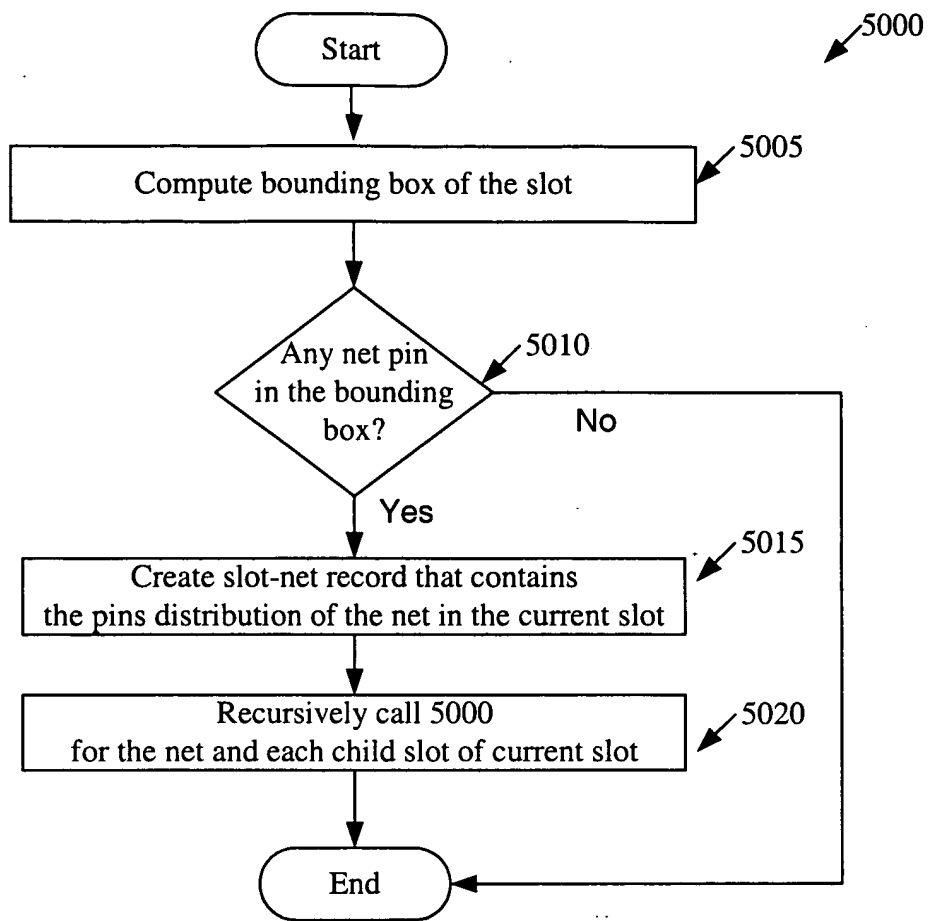 5000
Start
5005
Compute bounding box of the slot
5010
Any net pin
in the bounding
box?
No
Yes
5015
Create slot-net record that contains
the pins distribution of the net in the current slot
5020
Recursively call 5000
for the net and each child slot of current slot
End